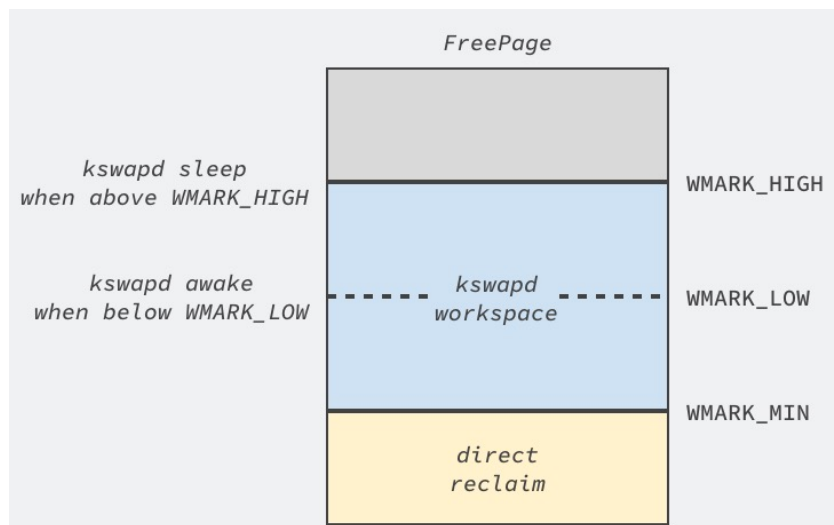 FreePage
kswapd sleep
when above WMARK_HIGH
WMARK_HIGH
kswapd awake
when below WMARK_LOW
kswapd
workspace
WMARK_LOW
WMARK_MIN
direct
reclaim